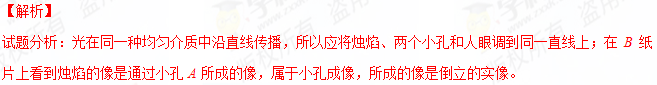 【解析】
试题分析：光在同一种均匀介质中沿直线传播，所以应将烛焰、两个小孔和人眼调到同一直线上；在 B 纸
片上看到烛焰的像是通过小孔 A 所成的像，属于小孔成像，所成的像是倒立的实像。